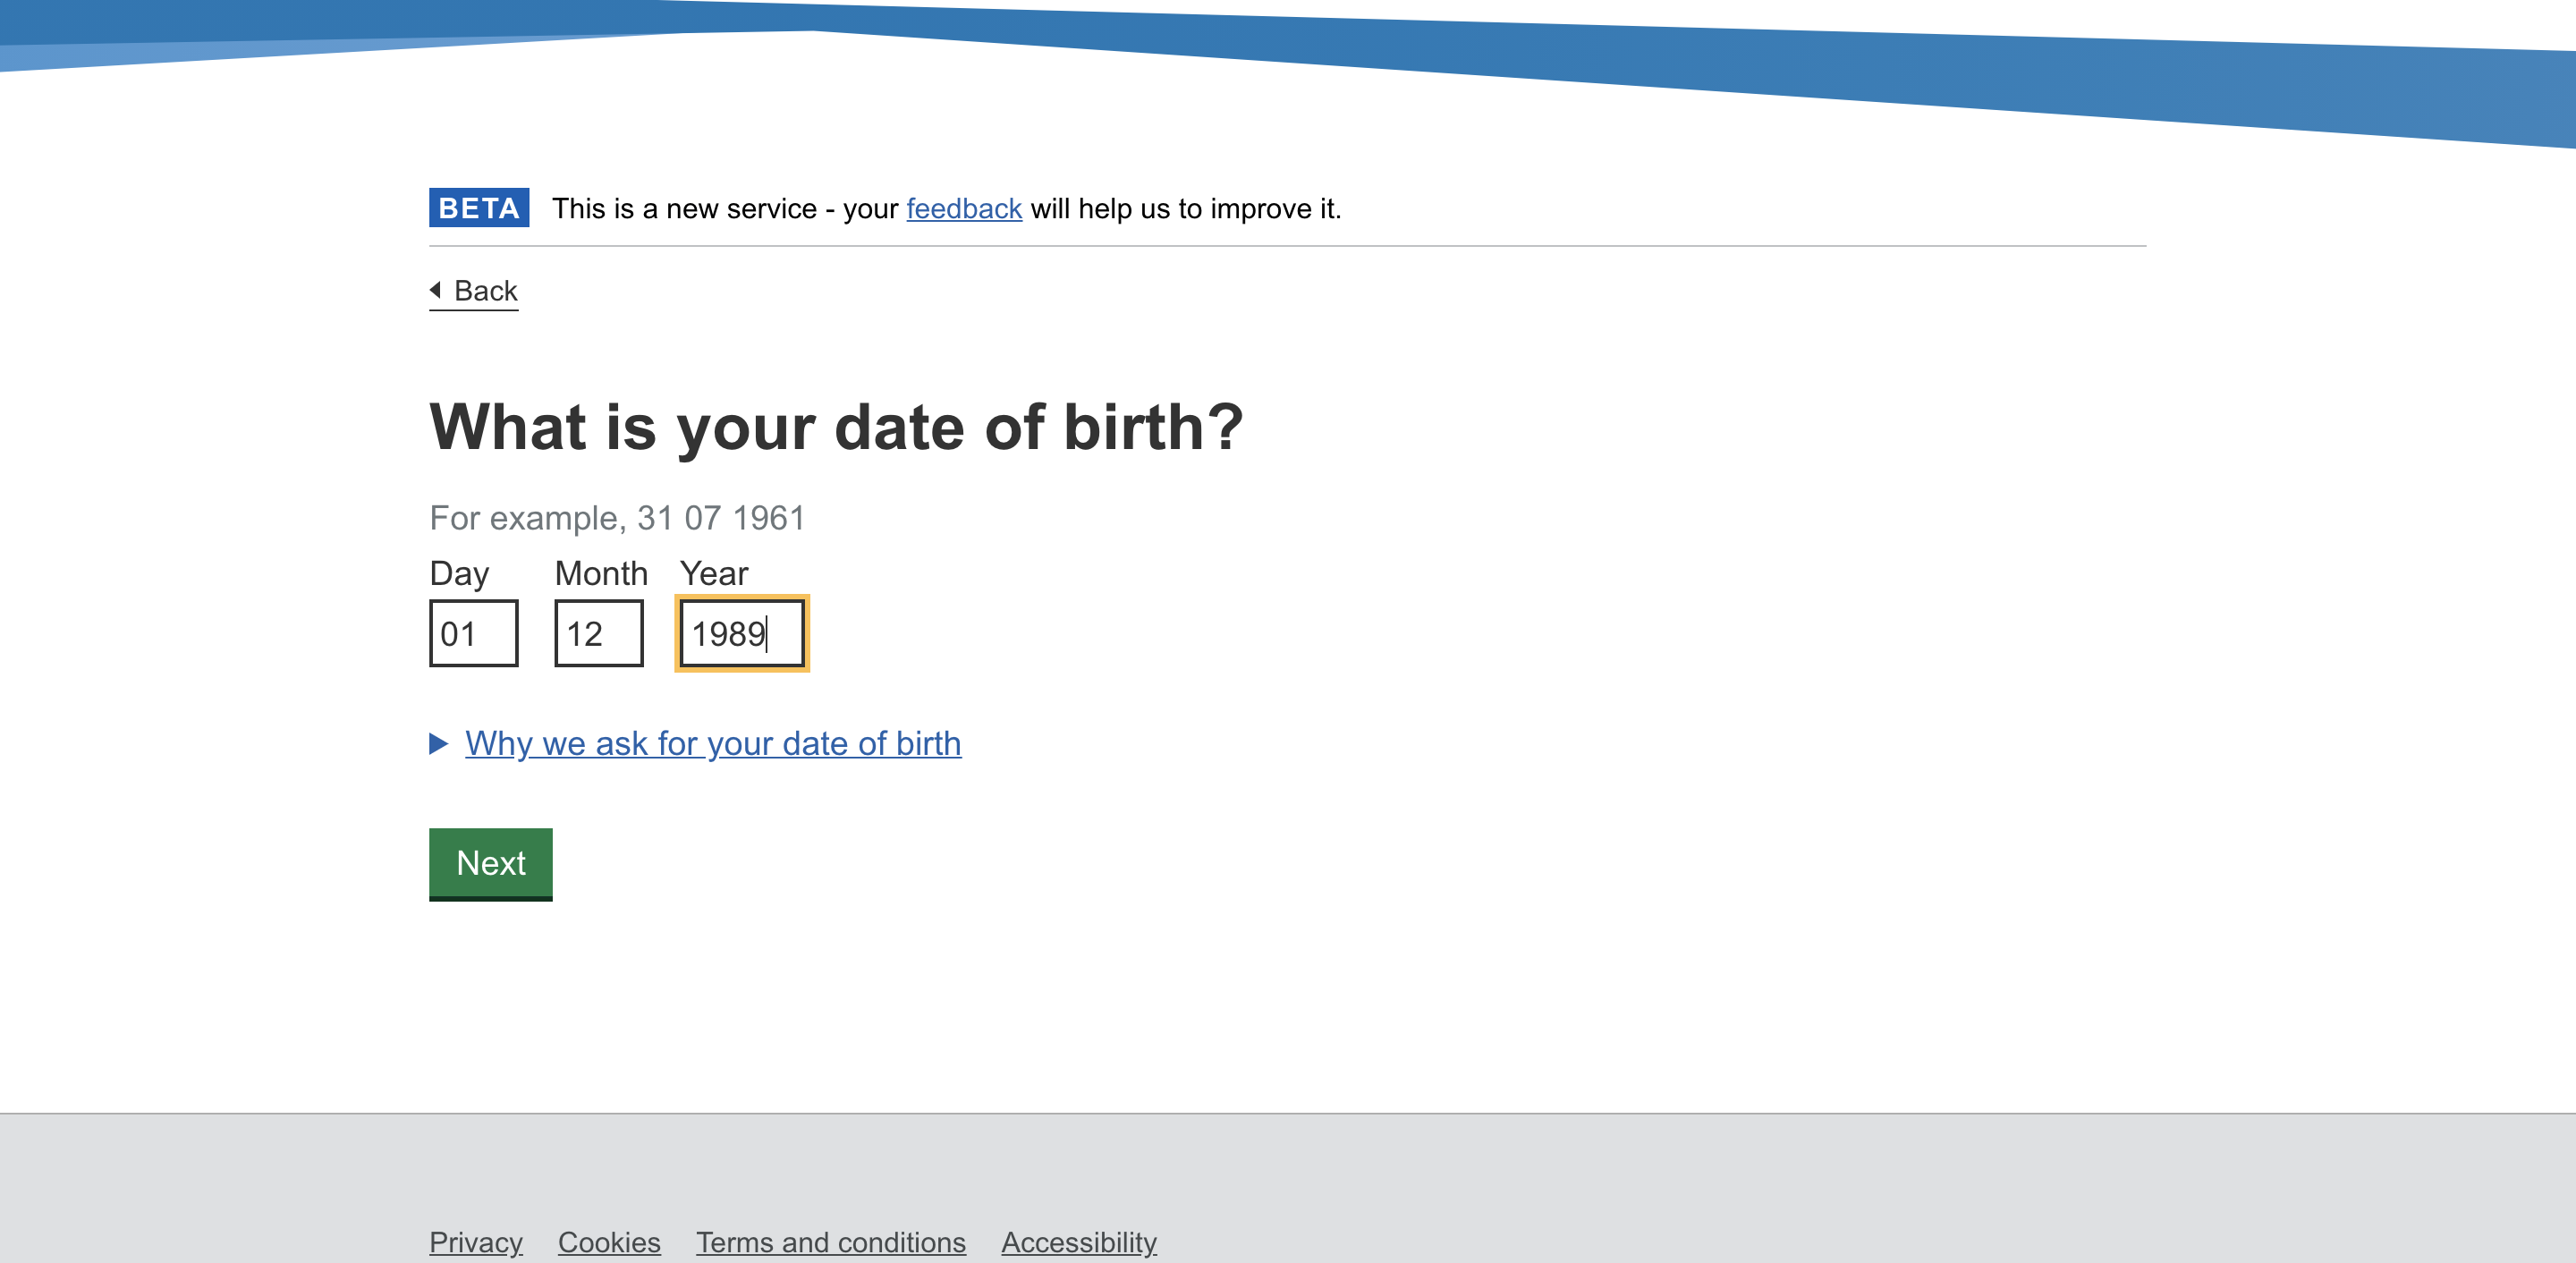 BETA This is a new service - your feedback will help us to improve it.
Back
What is your date of birth?
For example, 31 07 1961
Day Month Year
01 12 1989
Why we ask for your date of birth
Next
Privacy Cookies Terms and conditions Accessibility